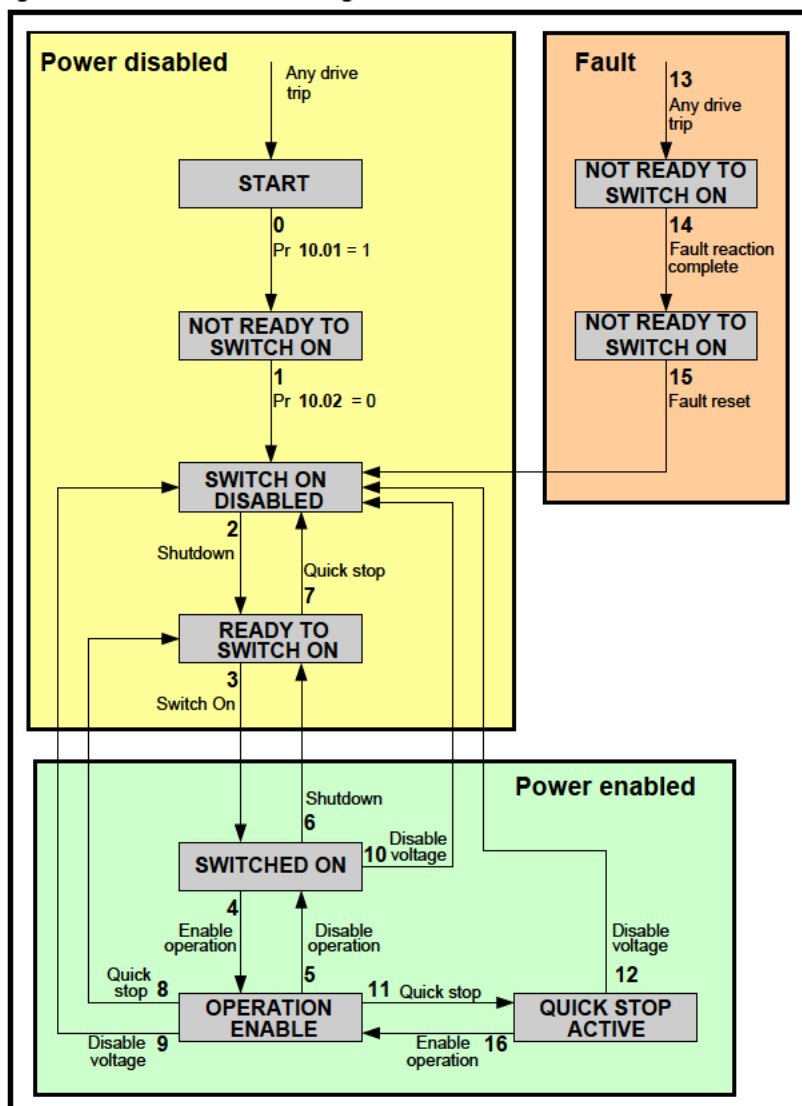 Power disabled
Any drive
trip
START
0
Pr 10.01 = 1
NOT READY TO
SWITCH ON
1
Pr 10.02 = 0
SWITCH ON
DISABLED
2
Shutdown
Quick stop
7
READY TO
SWITCH ON
3
Switch On
Fault
13
Any drive
trip
NOT READY TO
SWITCH ON
14
Fault reaction
complete
NOT READY TO
SWITCH ON
15
Fault reset
Power enabled
Shutdown
6
SWITCHED ON
10 Disable
voltage
4
Enable
operation
Disable
operation
5
Quick
stop 8
OPERATION
ENABLE
Disable
voltage 9
11 Quick stop
Enable
operation 16
Disable
voltage
12
QUICK STOP
ACTIVE